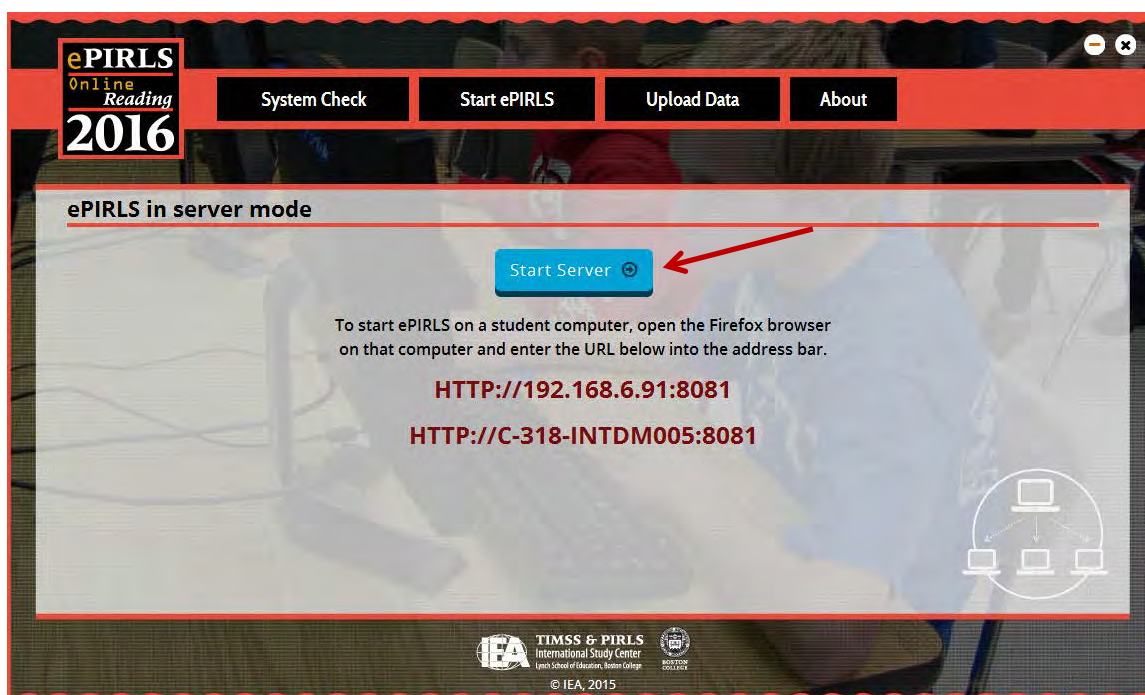 ePIRLS
Online
Reading
2016
System Check
Start ePIRLS
Upload Data
About
ePIRLS in server mode
Start Server
To start ePIRLS on a student computer, open the Firefox browser
on that computer and enter the URL below into the address bar.
HTTP://192.168.6.91:8081
HTTP://C-318-INTDM005:8081
IEA
TIMSS & PIRLS
International Study Center
Lynch School of Education, Boston College
BOSTON
COLLEGE
© IEA, 2015